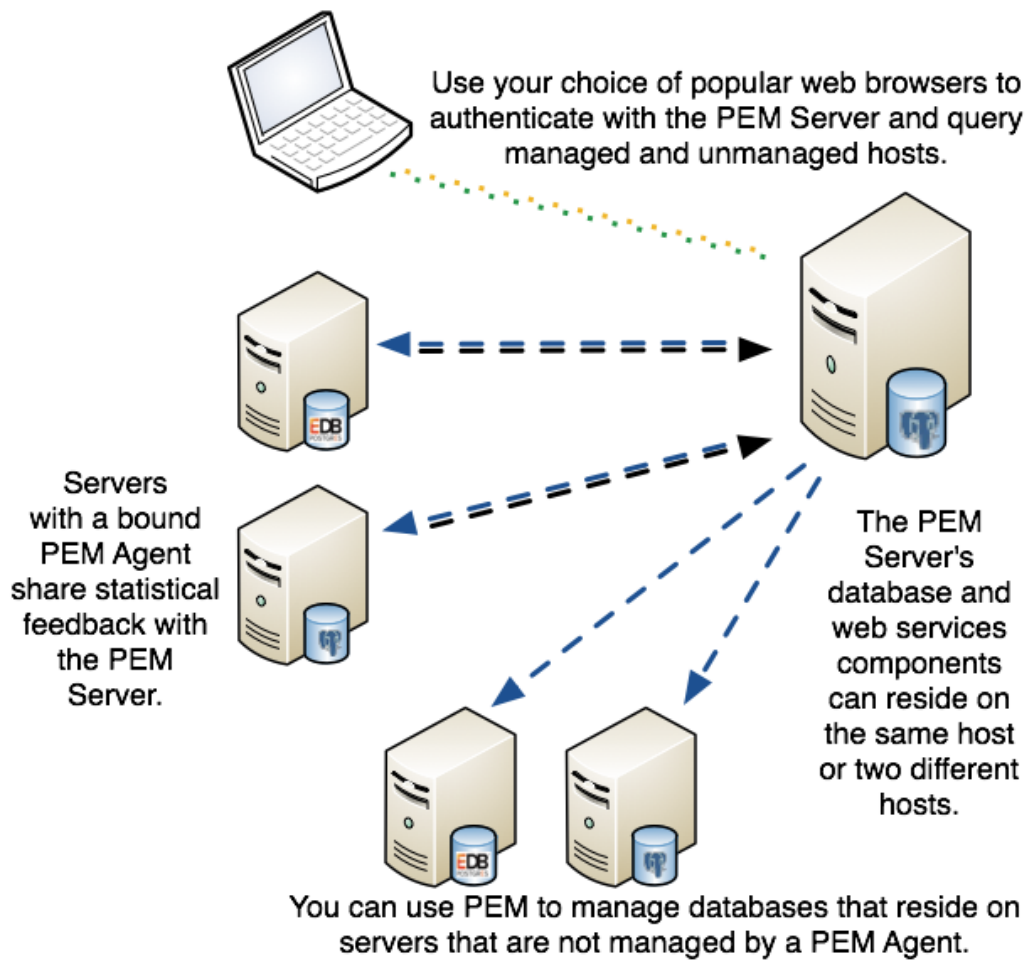 Use your choice of popular web browsers to
authenticate with the PEM Server and query
managed and unmanaged hosts.
EDB
POSTGRES
Servers
with a bound
PEM Agent
share statistical
feedback with
the PEM
Server.
The PEM
Server's
database and
web services
components
can reside on
the same host
or two different
hosts.
EDB
POSTGRES
You can use PEM to manage databases that reside on
servers that are not managed by a PEM Agent.